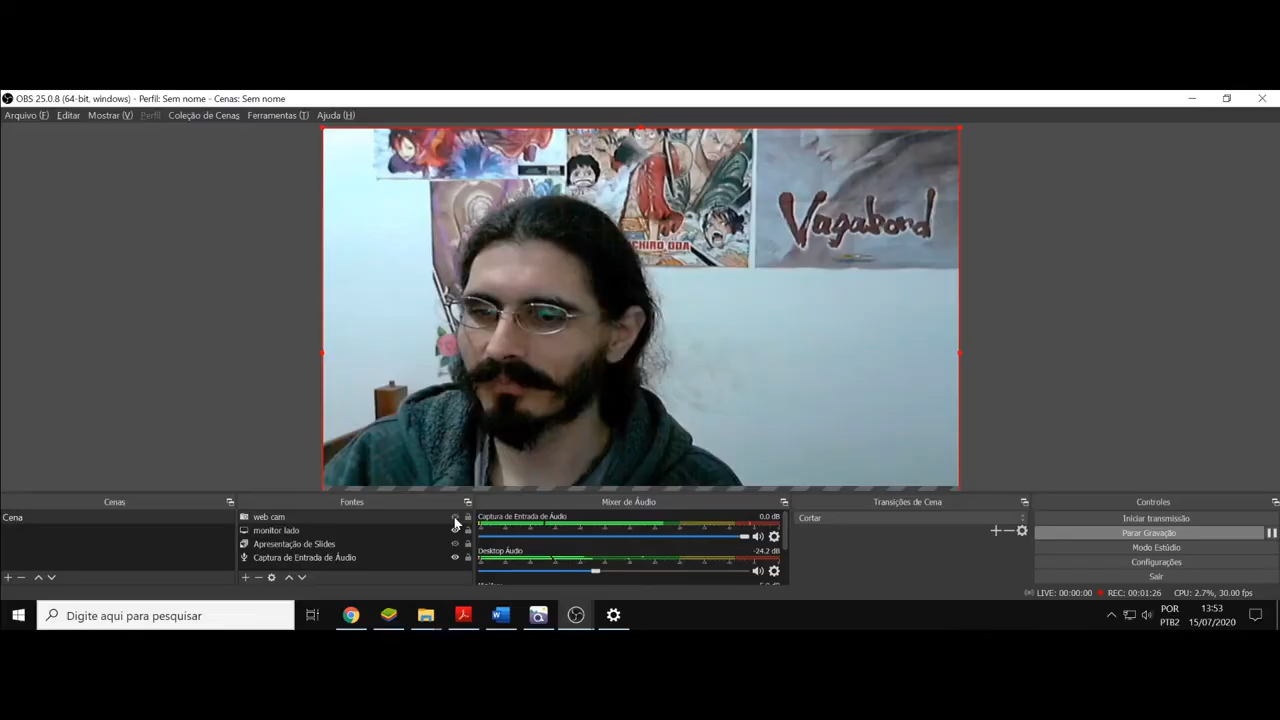 OBS 25.0.8 (64-bit, windows) - Perfil: Sem nome - Cenas: Sem nome
Arquivo (F) Editar Mostrar (V) Perfil Coleção de Cenas Ferramentas (T) Ajuda (H)
Vagabond
CHIRO ODA
Cenas Fontes Mixer de Áudio Transições de Cena Controles
Cena
web cam
monitor lado
Apresentação de Slides
Captura de Entrada de Áudio
Captura de Entrada de Áudio 0.0 dB
Desktop Áudio -24.2 dB
Cortar
Iniciar transmissão
Parar Gravação
Modo Estúdio
Configurações
Sair
LIVE: 00:00:00 REC: 00:01:26 CPU: 2.7%, 30.00 fps
Digite aqui para pesquisar
POR
PTB2
13:53
15/07/2020